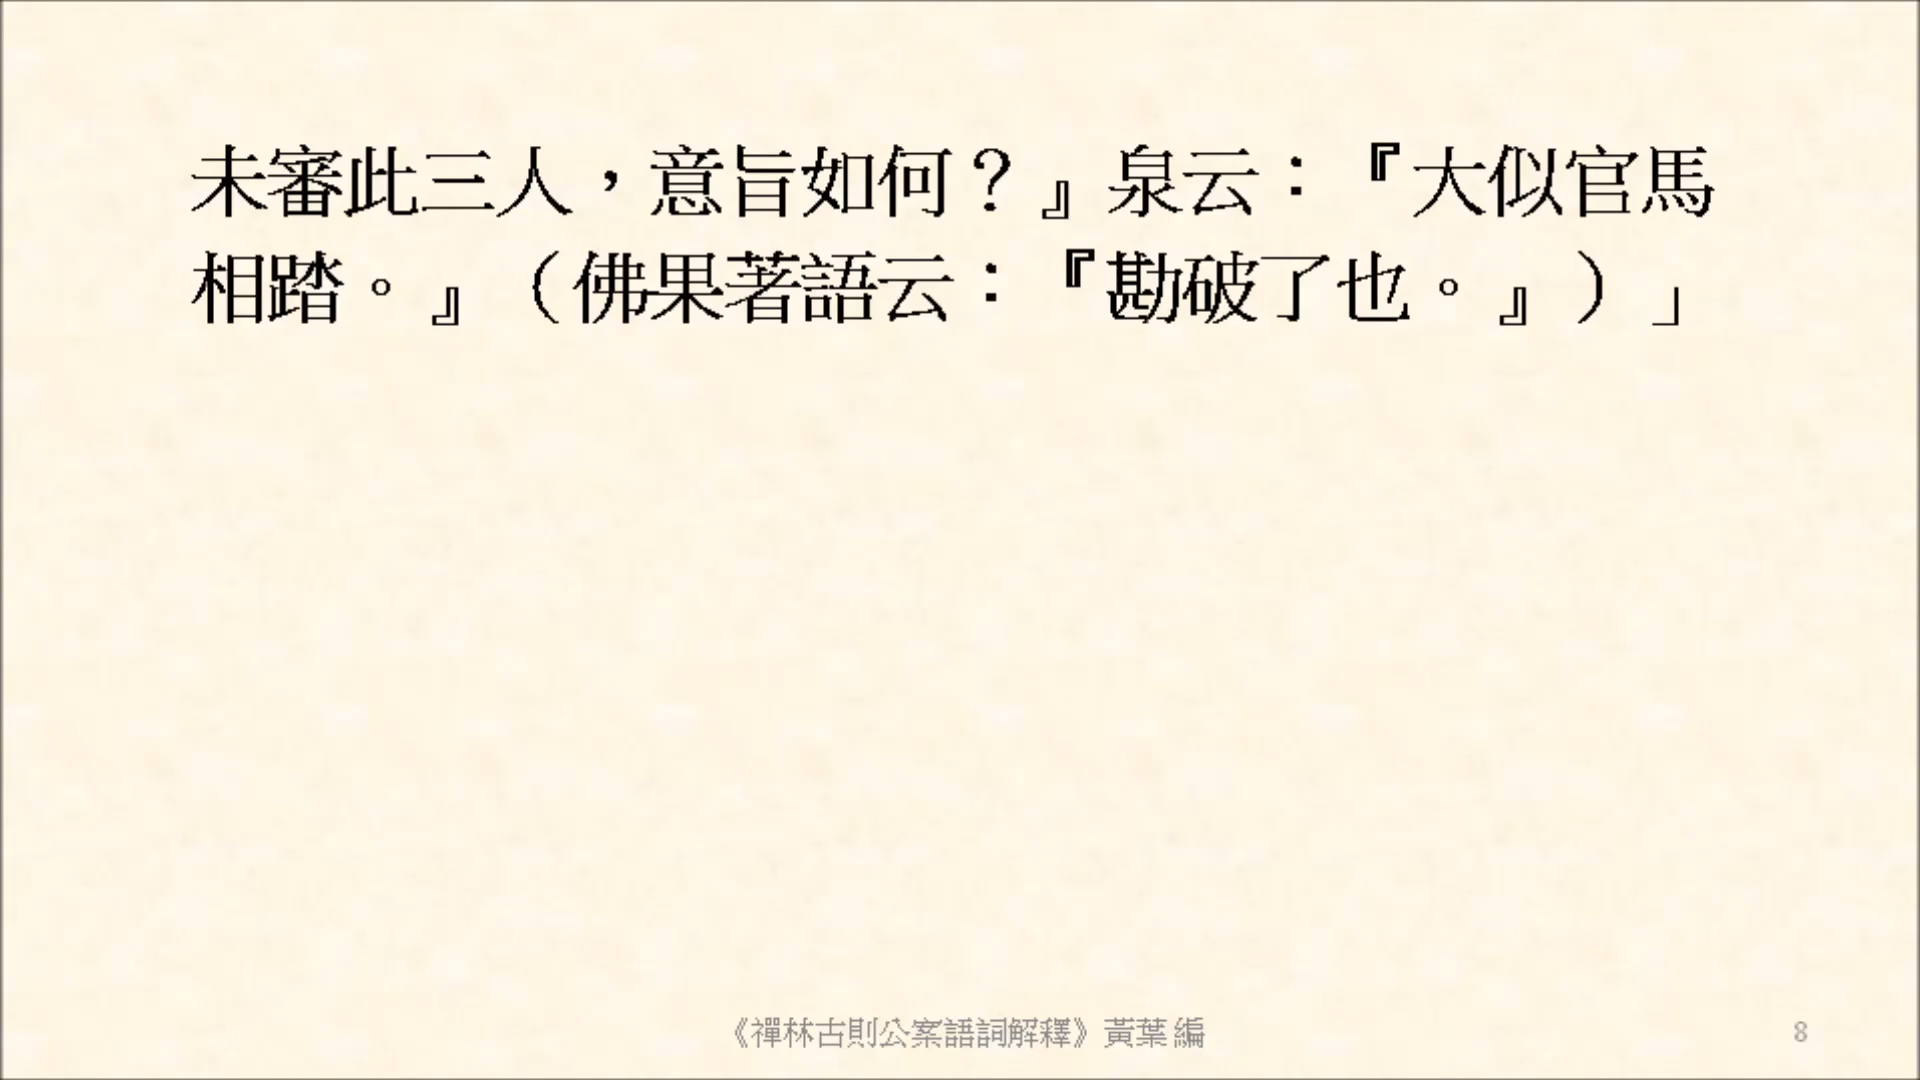 未審此三人，意旨如何？』泉云：『大似官馬
相踏。』（佛果著語云：『勘破了也。』）」
《禪林古則公案語詞解釋》黃葉 編
8